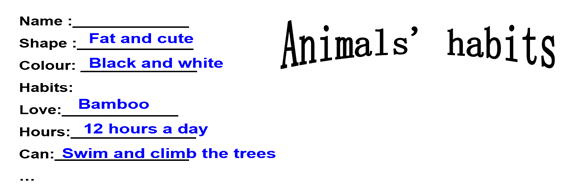 Name :
Shape : Fat and cute
Colour: Black and white
Habits:
Love: Bamboo
Hours: 12 hours a day
Can: Swim and climb the trees
...
Animals’ habits